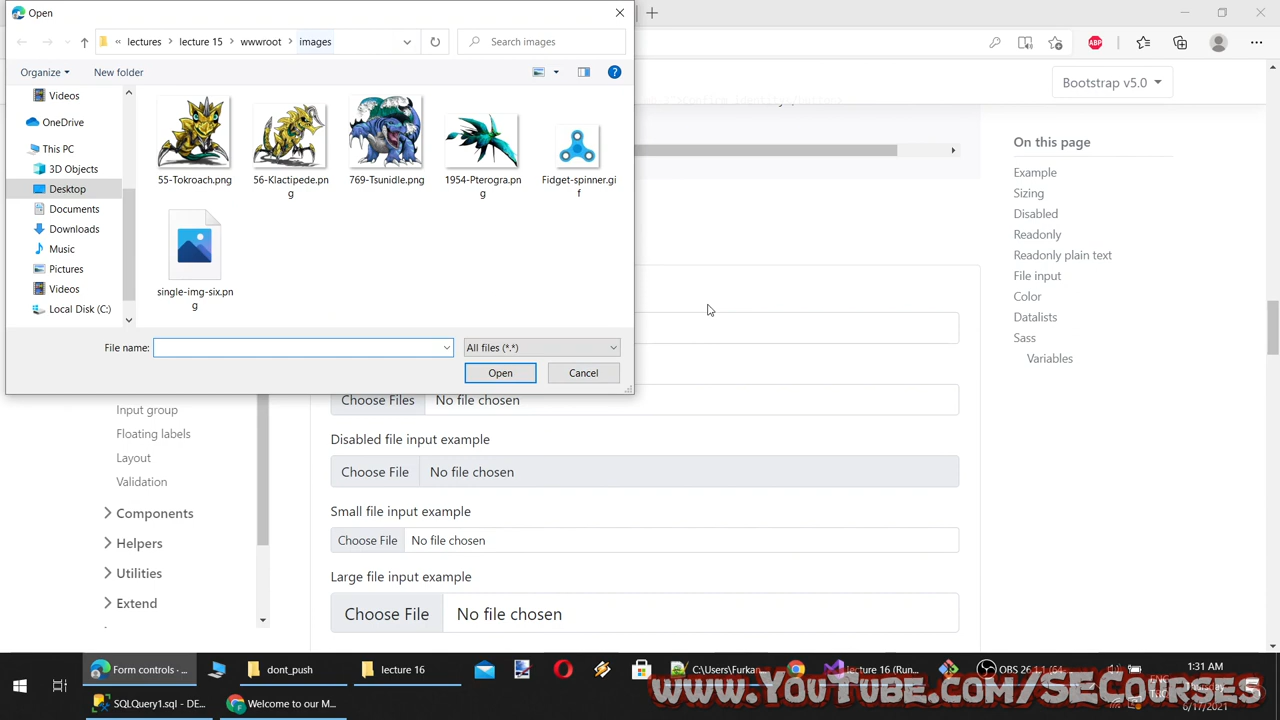 Open
lectures
lecture 15
wwwroot
images
Search images
Organize
New folder
Videos
OneDrive
This PC
3D Objects
Desktop
Documents
Downloads
Music
Pictures
Videos
Local Disk (C:)
55-Tokroach.png
56-Klactipede.pn
g
769-Tsunidle.png
1954-Pterogra.pn
g
Fidget-spinner.gi
f
single-img-six.pn
g
File name:
All files (*.*)
Open
Cancel
ABP
Bootstrap v5.0
On this page
Example
Sizing
Disabled
Readonly
Readonly plain text
File input
Color
Datalists
Sass
Variables
Choose Files
No file chosen
Disabled file input example
Choose File
No file chosen
Small file input example
Choose File
No file chosen
Large file input example
Choose File
No file chosen
Input group
Floating labels
Layout
Validation
Components
Helpers
Utilities
Extend
Form controls · ...
dont_push
lecture 16
C:\Users\Furkan
lecture 16 (Run...
OBS 26.1.1 (64...
ENG
1:31 AM
Thursday
6/17/2021
SQLQuery1.sql - DE...
Welcome to our M...
www.YouTube.com/SECourses